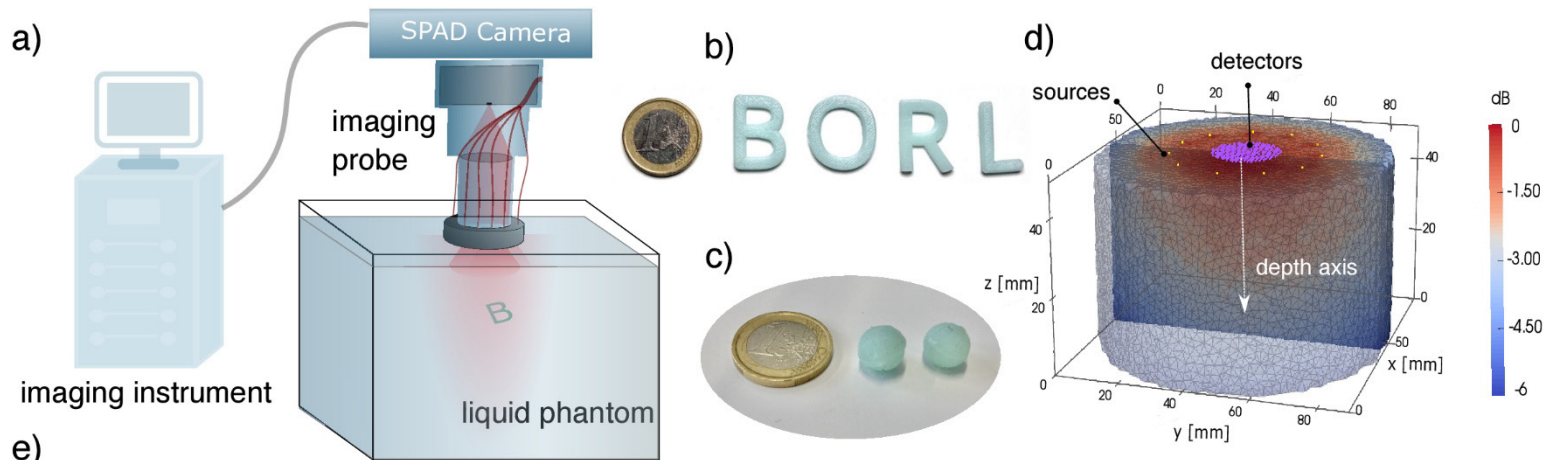 a)
SPAD Camera
imaging
probe
imaging instrument
liquid phantom
B
b)
BORL
c)
d)
detectors
sources
0
20
40
60
80
50
0
40
20
0
z [mm]
40
20
0
depth axis
20
40
60
80
y [mm]
0
50
x [mm]
dB
0
-1.50
-3.00
-4.50
-6
e)